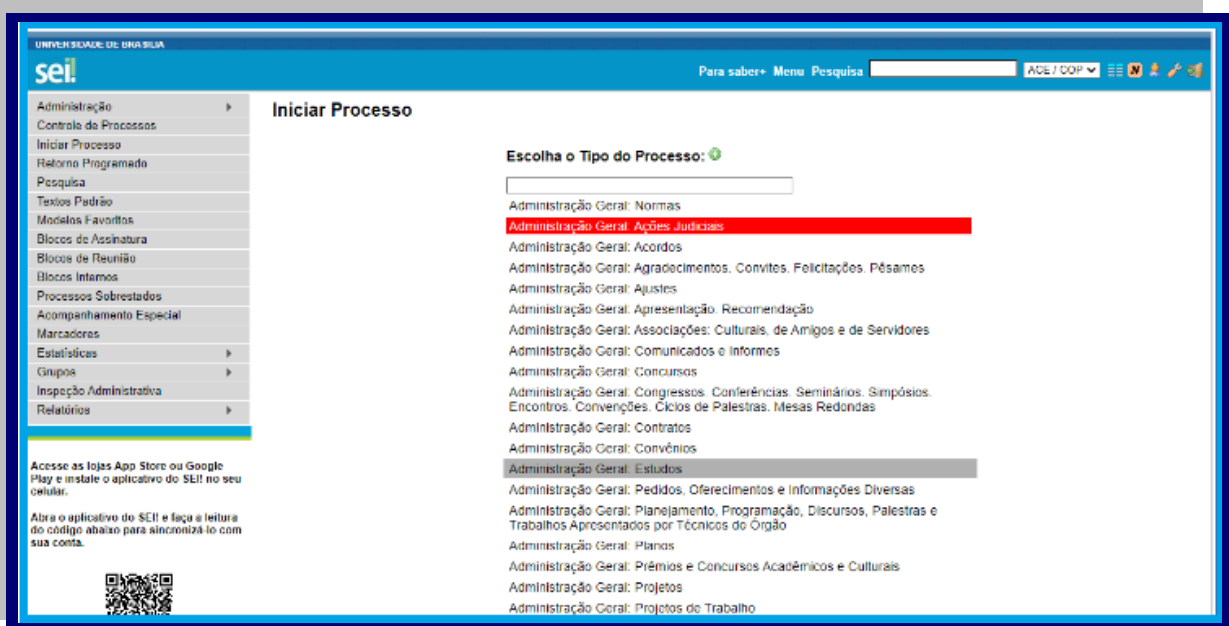 UNIVERSIDADE DE BRASÍLIA
sei!
Para saber+ Menu Pesquisa
ACE / COP
Administração
Controle de Processos
Iniciar Processo
Retorno Programado
Pesquisa
Textos Padrão
Modelos Favoritos
Blocos de Assinatura
Blocos de Reunião
Blocos Internos
Processos Sobrestados
Acompanhamento Especial
Marcadores
Estatísticas
Grupos
Inspeção Administrativa
Relatórios
Acesse as lojas App Store ou Google
Play e instale o aplicativo do SEI! no seu
celular.
Abra o aplicativo do SEI! e faça a leitura
do código abaixo para sincronizá-lo com
sua conta.
Iniciar Processo
Escolha o Tipo do Processo:
Administração Geral: Normas
Administração Geral: Ações Judiciais
Administração Geral: Acordos
Administração Geral: Agradecimentos. Convites. Felicitações. Pêsames
Administração Geral: Ajustes
Administração Geral: Apresentação. Recomendação
Administração Geral: Associações: Culturais, de Amigos e de Servidores
Administração Geral: Comunicados e Informes
Administração Geral: Concursos
Administração Geral: Congressos. Conferências. Seminários. Simpósios.
Encontros. Convenções. Ciclos de Palestras. Mesas Redondas
Administração Geral: Contratos
Administração Geral: Convênios
Administração Geral: Estudos
Administração Geral: Pedidos, Oferecimentos e Informações Diversas
Administração Geral: Planejamento, Programação, Discursos, Palestras e
Trabalhos Apresentados por Técnicos do Órgão
Administração Geral: Planos
Administração Geral: Prêmios e Concursos Acadêmicos e Culturais
Administração Geral: Projetos
Administração Geral: Projetos de Trabalho